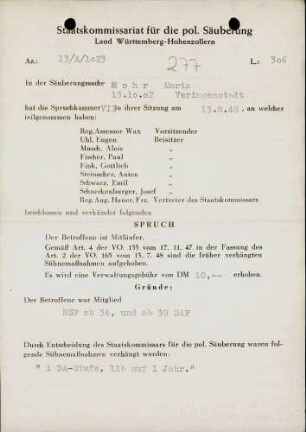 Staatskommissariat für die pol. Säuberung
Land Württemberg-Hohenzollern
Az.: 13/A/1023 277 L: 306
In der Säuberungssache Mohr Maria
13.10.02 Veringenstadt
hat die Spruchkammer VII in ihrer Sitzung am 13.8.48, an welcher
teilgenommen haben:
Reg.Assessor Wax Vorsitzender
Uhl, Eugen Beisitzer
Musch, Alois "
Fischer, Paul "
Fink, Gottlich "
Steinacher, Anton "
Schwarz, Emil "
Schneckenburger, Josef "
Reg.Ang. Hanor, Frz. Vertreter des Staatskommissars
beschlossen und verkündet folgenden
SPRUCH
Der Betroffene ist Mitläufer.
Gemäß Art. 4 der VO. 133 vom 17. 11. 47 in der Fassung des
Art. 2 der VO. 165 vom 13. 7. 48 sind die früher verhängten
Sühnemaßnahmen aufgehoben.
Es wird eine Verwaltungsgebühr von DM 10,-- erhoben.
Gründe:
Der Betroffene war Mitglied
NSF ab 34, und ab 39 DAF
Durch Entscheidung des Staatskommissars für die pol. Säuberung waren fol-
gende Sühnemaßnahmen verhängt worden:
" 1 DA-Stufe, 11b auf 1 Jahr."